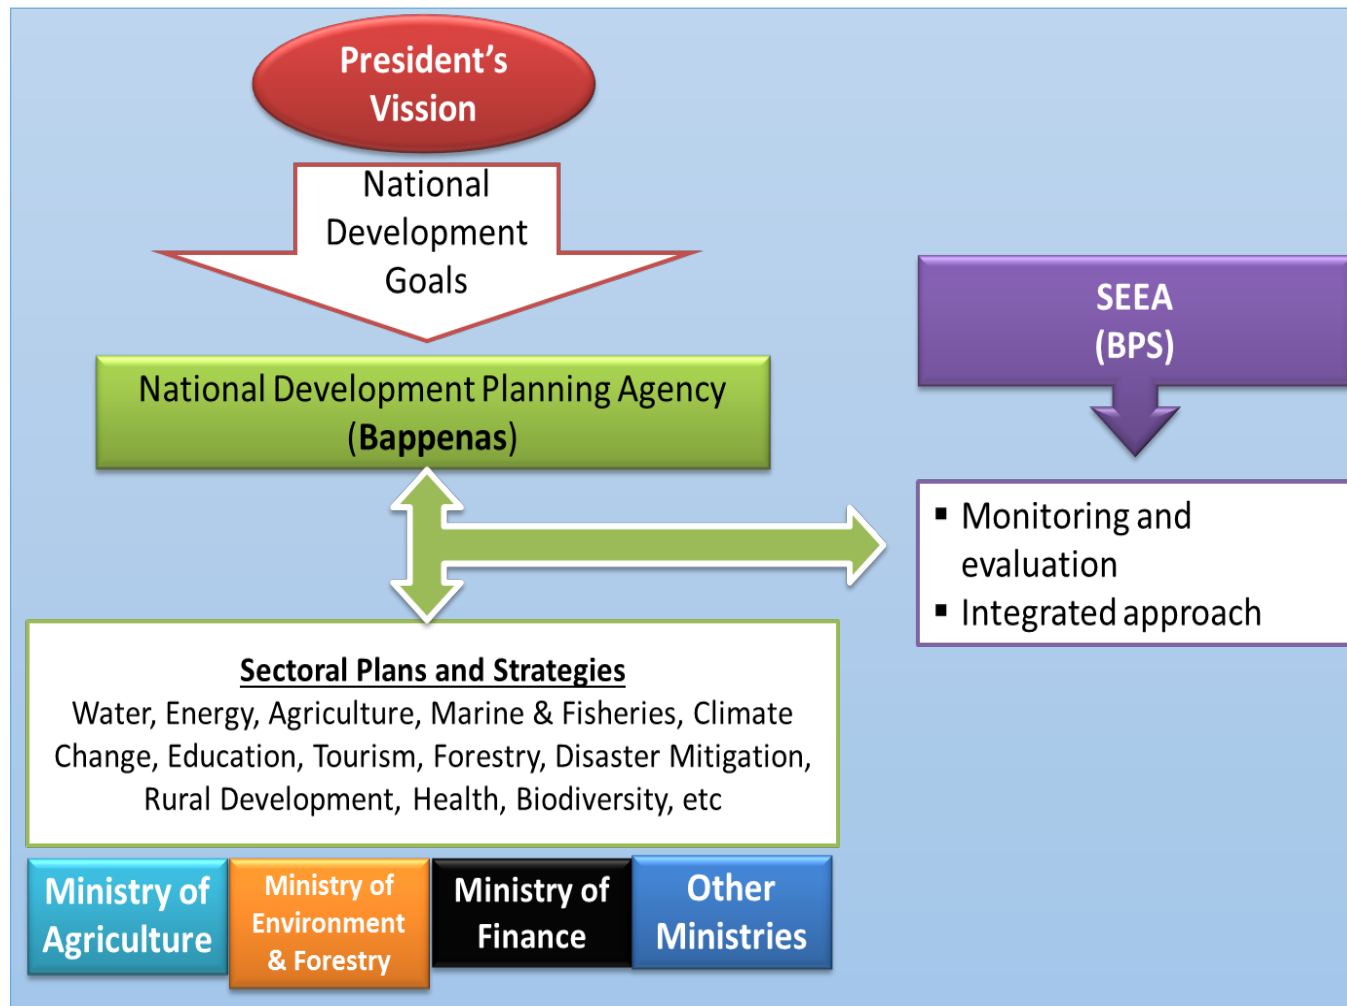 President’s
Vission
National
Development
Goals
National Development Planning Agency
(Bappenas)
SEEA
(BPS)
▪ Monitoring and
evaluation
▪ Integrated approach
Sectoral Plans and Strategies
Water, Energy, Agriculture, Marine & Fisheries, Climate
Change, Education, Tourism, Forestry, Disaster Mitigation,
Rural Development, Health, Biodiversity, etc
Ministry of
Agriculture
Ministry of
Environment
& Forestry
Ministry of
Finance
Other
Ministries